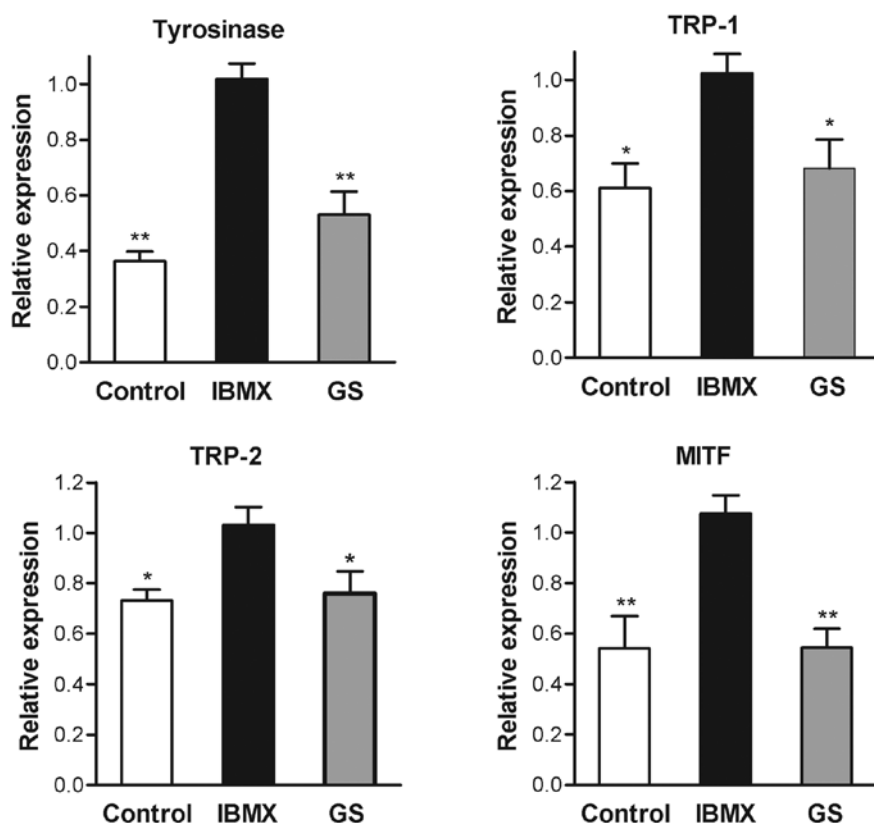 Tyrosinase
Relative expression
1.0
0.8
0.6
0.4
0.2
0.0
**
**
Control IBMX GS
TRP-1
Relative expression
1.0
0.8
0.6
0.4
0.2
0.0
*
*
Control IBMX GS
TRP-2
Relative expression
1.2
1.0
0.8
0.6
0.4
0.2
0.0
*
*
Control IBMX GS
MITF
Relative expression
1.2
1.0
0.8
0.6
0.4
0.2
0.0
**
**
Control IBMX GS